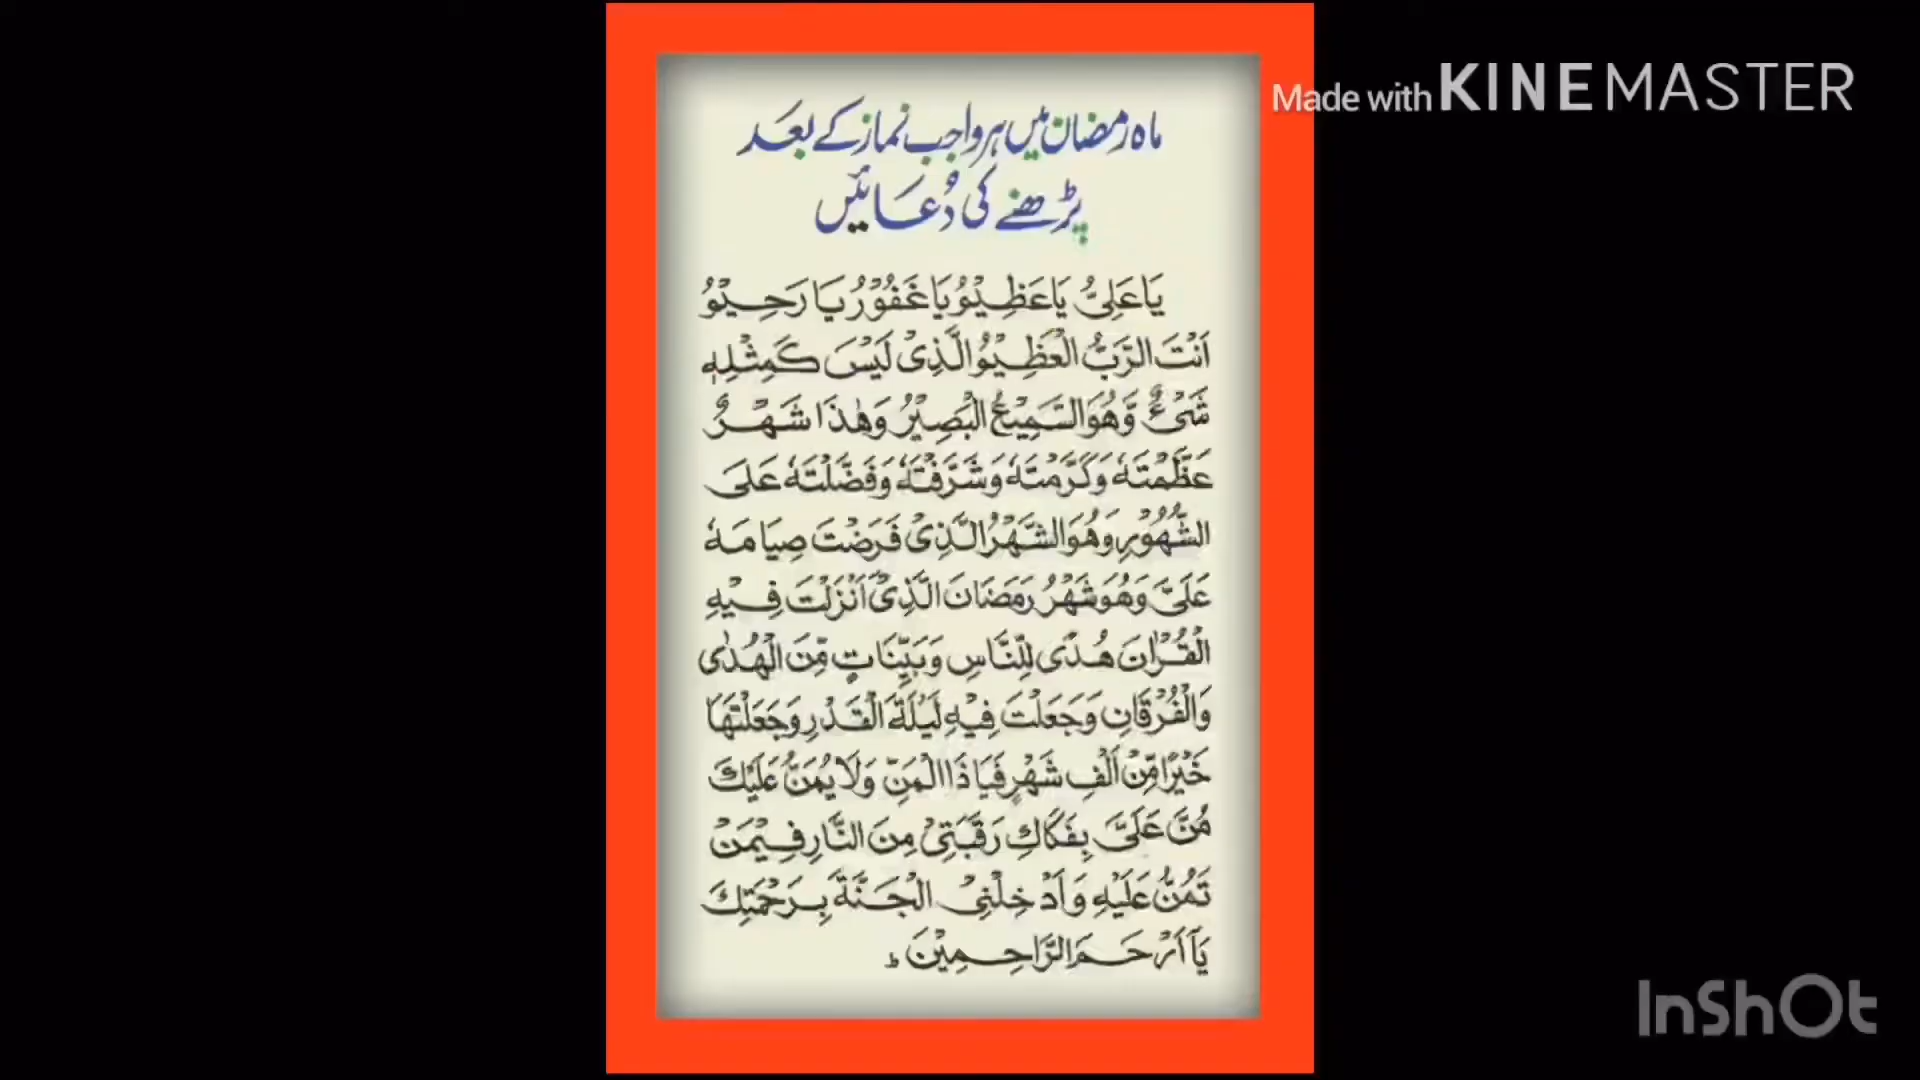 Made with KINEMASTER
ماہ رمضان میں ہر واجب نماز کے بعد
پڑھنے کی دُعَائیں
يَا عَلِيُّ يَا عَظِيْمُ يَا غَفُوْرُ يَا رَحِيْمُ
اَنْتَ الرَّبُّ الْعَظِيْمُ الَّذِىْ لَيْسَ كَمِثْلِهٖ
شَىْءٌ وَّهُوَ السَّمِيْعُ الْبَصِيْرُ وَهٰذَا شَهْرٌ
عَظَّمْتَهٗ وَكَرَّمْتَهٗ وَشَرَّفْتَهٗ وَفَضَّلْتَهٗ عَلَى
الشُّهُوْرِ وَهُوَ الشَّهْرُ الَّذِىْ فَرَضْتَ صِيَامَهٗ
عَلَىَّ وَهُوَ شَهْرُ رَمَضَانَ الَّذِىْ اَنْزَلْتَ فِيْهِ
الْقُرْاٰنَ هُدًى لِّلنَّاسِ وَبَيِّنَاتٍ مِّنَ الْهُدٰى
وَالْفُرْقَانِ وَجَعَلْتَ فِيْهِ لَيْلَةَ الْقَدْرِ وَجَعَلْتَهَا
خَيْرًا مِّنْ اَلْفِ شَهْرٍ فَيَا ذَا الْمَنِّ وَلَا يُمَنُّ عَلَيْكَ
مُنَّ عَلَىَّ بِفَكَاكِ رَقَبَتِىْ مِنَ النَّارِ فِيْمَنْ
تَمُنُّ عَلَيْهِ وَاَدْخِلْنِىْ الْجَنَّةَ بِرَحْمَتِكَ
يَآ اَرْحَمَ الرَّاحِمِيْنَ ؕ
InShOt